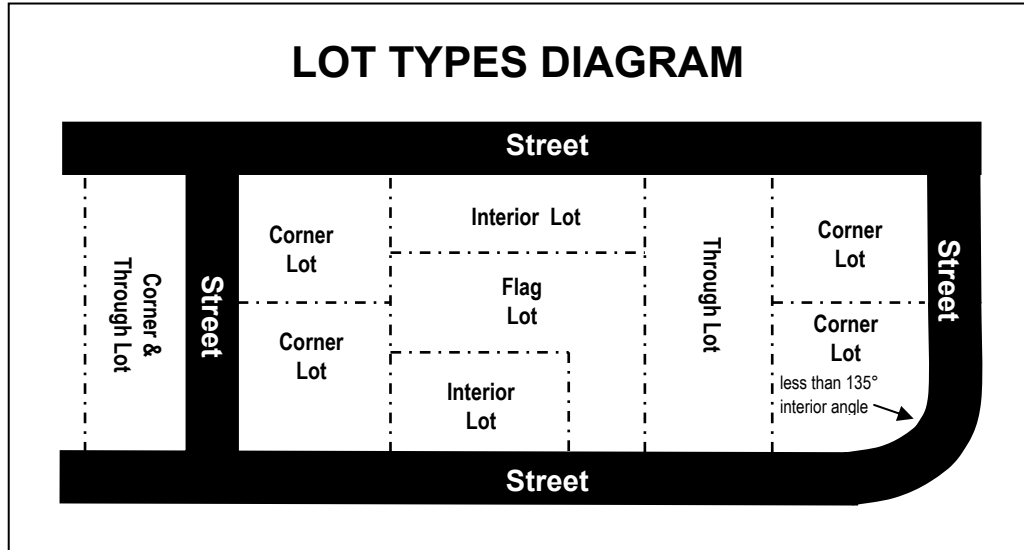 LOT TYPES DIAGRAM
Street
Corner &
Through Lot
Street
Corner
Lot
Corner
Lot
Interior Lot
Flag
Lot
Interior
Lot
Through Lot
Corner
Lot
Corner
Lot
less than 135°
interior angle
Street
Street